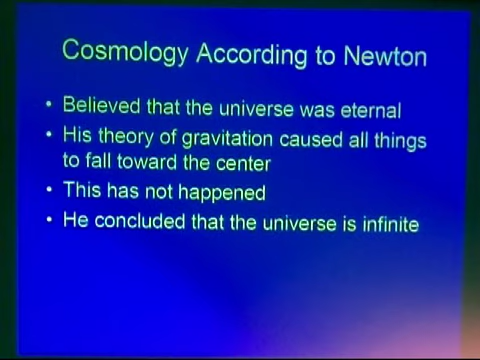 Cosmology According to Newton
• Believed that the universe was eternal
• His theory of gravitation caused all things
to fall toward the center
• This has not happened
• He concluded that the universe is infinite